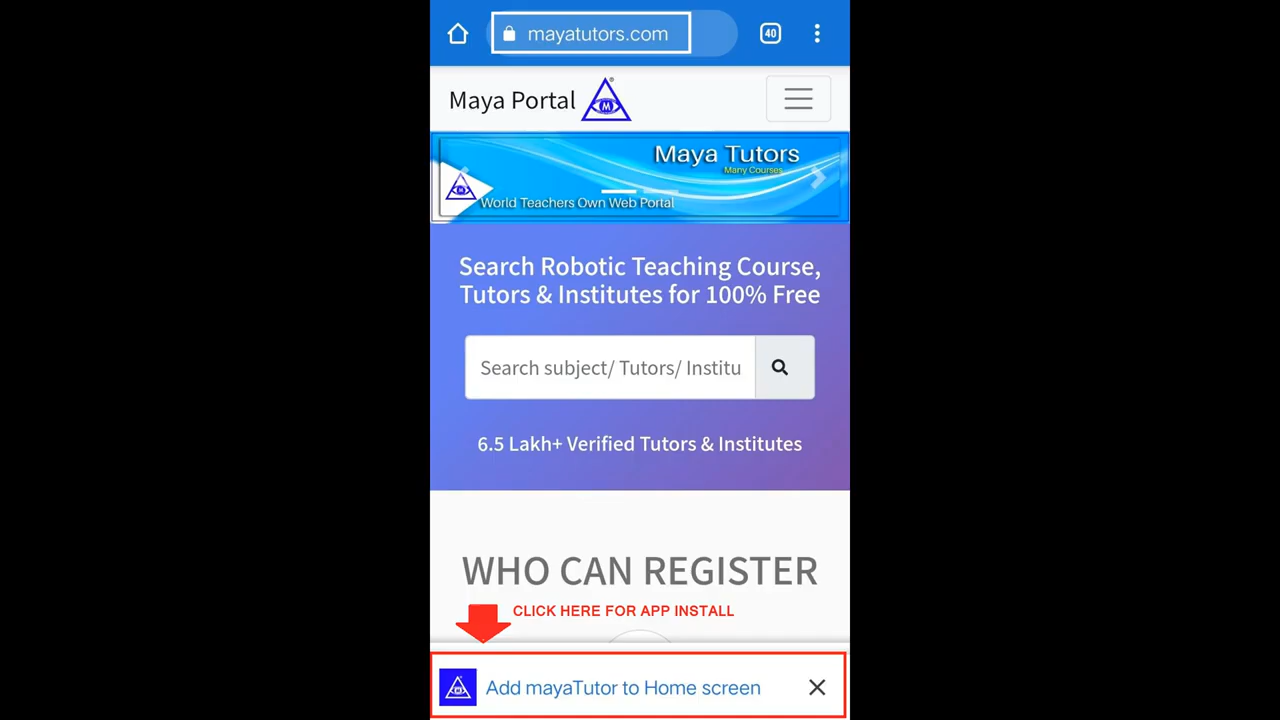 mayatutors.com
40
Maya Portal
M
Maya Tutors
Many Courses
World Teachers Own Web Portal
Search Robotic Teaching Course,
Tutors & Institutes for 100% Free
Search subject/ Tutors/ Institu
6.5 Lakh+ Verified Tutors & Institutes
WHO CAN REGISTER
CLICK HERE FOR APP INSTALL
Add mayaTutor to Home screen